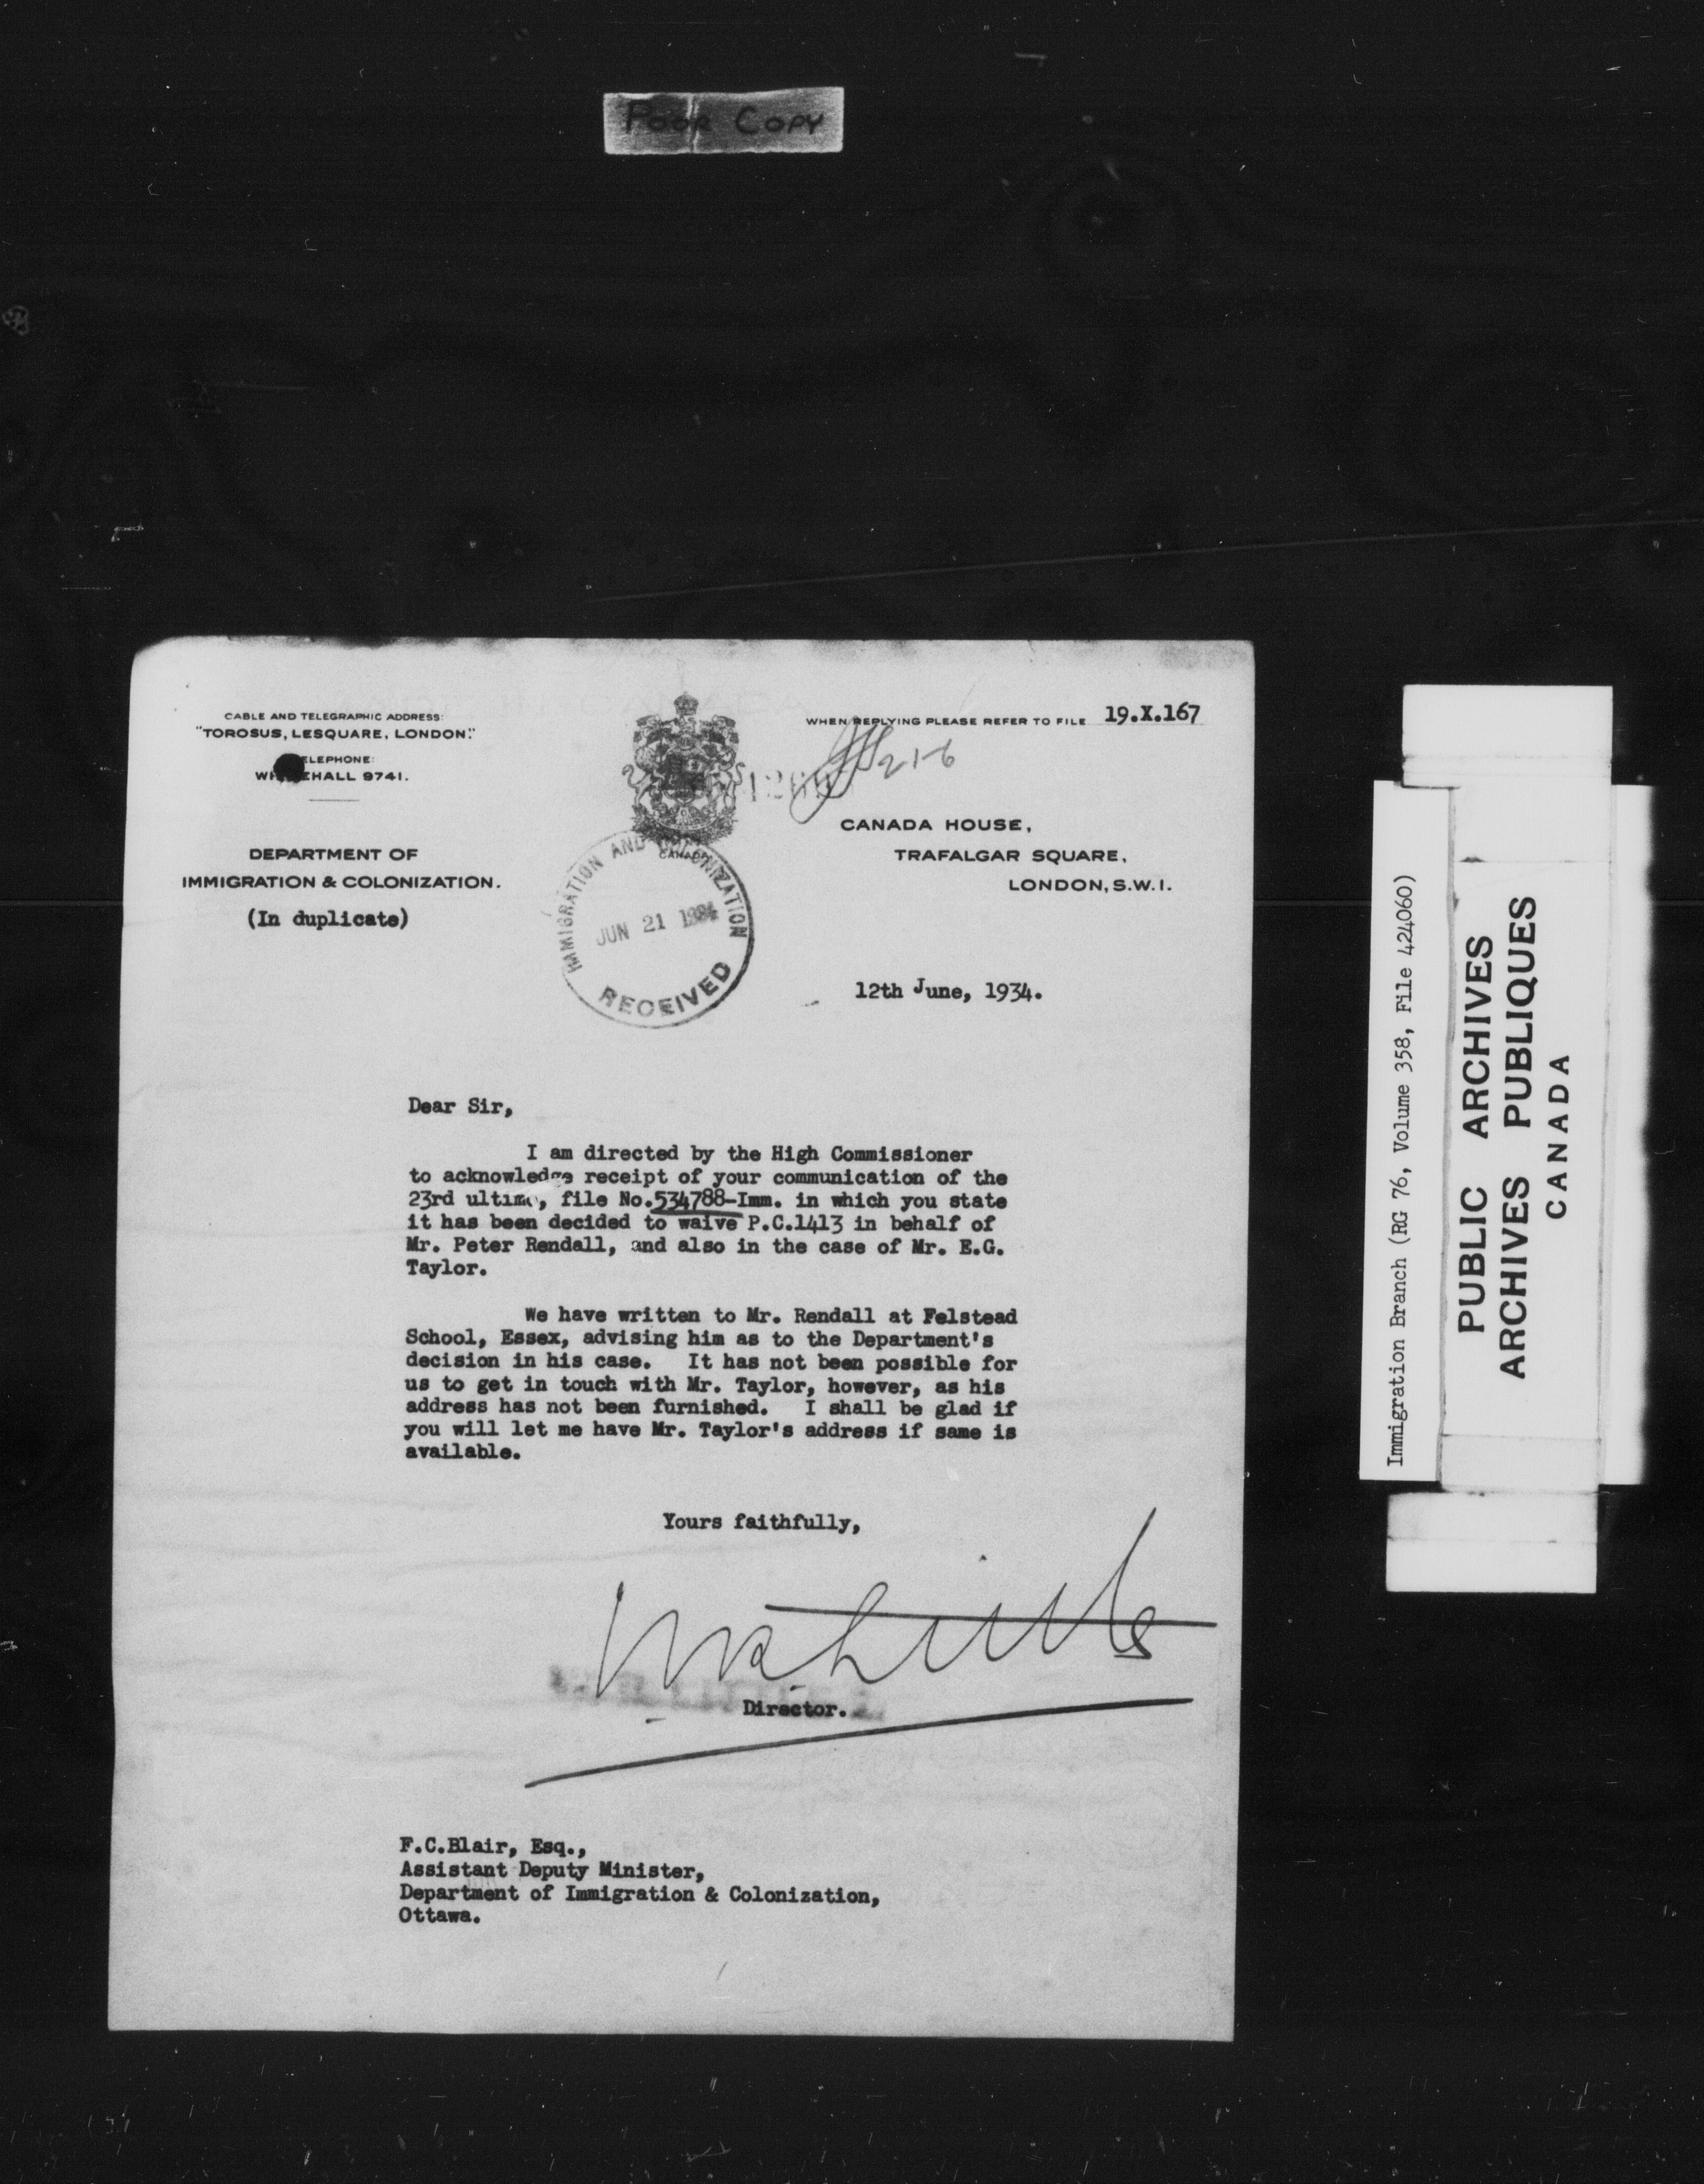 Poor Copy
CABLE AND TELEGRAPHIC ADDRESS:
"TOROSUS, LESQUARE, LONDON."
ELEPHONE:
WH EHALL 9741.
DEPARTMENT OF
IMMIGRATION & COLONIZATION.
(In duplicate)
WHEN REPLYING PLEASE REFER TO FILE 19.X.167
21-6
CANADA HOUSE,
TRAFALGAR SQUARE,
LONDON, S.W.1.
IMMIGRATION AND COLONIZATION
JUN 21 1934
RECEIVED
12th June, 1934.
Dear Sir,
I am directed by the High Commissioner
to acknowledge receipt of your communication of the
23rd ultimo, file No.534788-Imm. in which you state
it has been decided to waive P.C.1413 in behalf of
Mr. Peter Rendall, and also in the case of Mr. E.G.
Taylor.
We have written to Mr. Rendall at Felstead
School, Essex, advising him as to the Department's
decision in his case. It has not been possible for
us to get in touch with Mr. Taylor, however, as his
address has not been furnished. I shall be glad if
you will let me have Mr. Taylor's address if same is
available.
Yours faithfully,
Director.
F.C.Blair, Esq.,
Assistant Deputy Minister,
Department of Immigration & Colonization,
Ottawa.
Immigration Branch (RG 76, Volume 358, File 424060)
PUBLIC ARCHIVES
ARCHIVES PUBLIQUES
CANADA